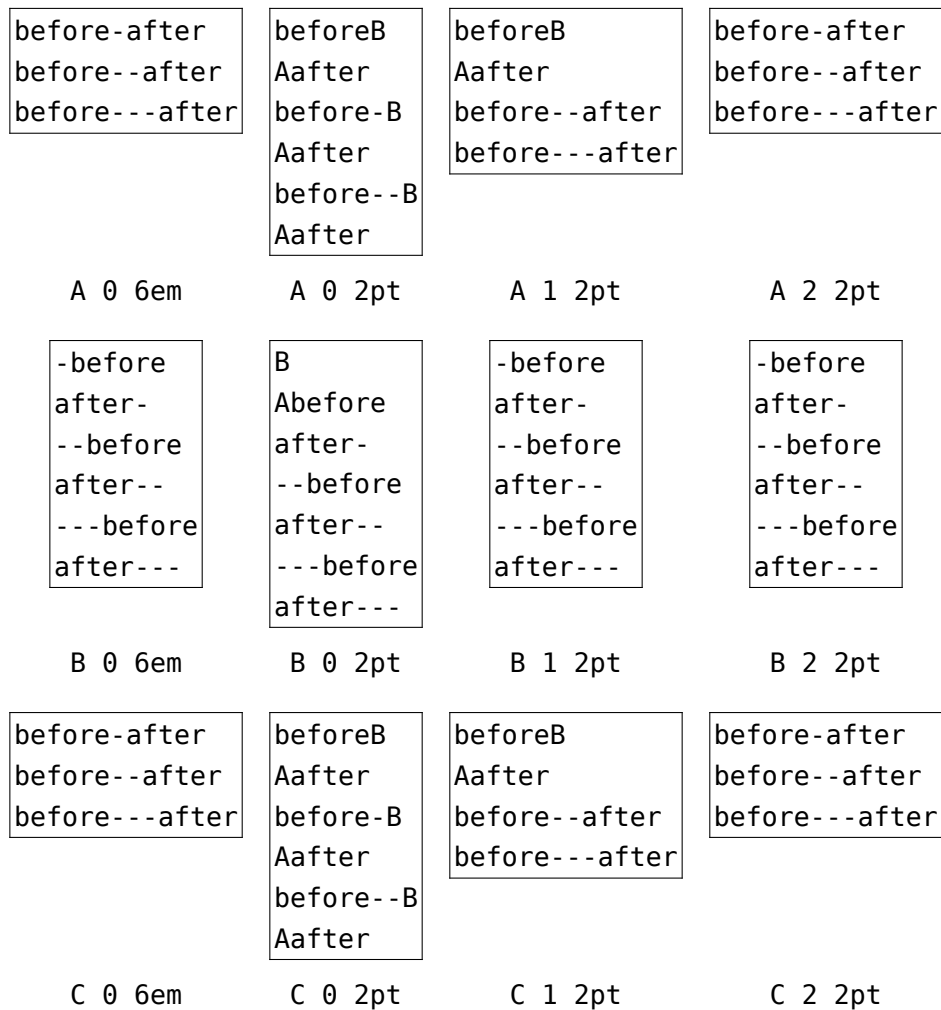 before-after
before--after
before---after
A 0 6em
beforeB
Aafter
before-B
Aafter
before--B
Aafter
A 0 2pt
beforeB
Aafter
before--after
before---after
A 1 2pt
before-after
before--after
before---after
A 2 2pt
-before
after-
--before
after--
---before
after---
B 0 6em
B
Abefore
after-
--before
after--
---before
after---
B 0 2pt
-before
after-
--before
after--
---before
after---
B 1 2pt
-before
after-
--before
after--
---before
after---
B 2 2pt
before-after
before--after
before---after
C 0 6em
beforeB
Aafter
before-B
Aafter
before--B
Aafter
C 0 2pt
beforeB
Aafter
before--after
before---after
C 1 2pt
before-after
before--after
before---after
C 2 2pt